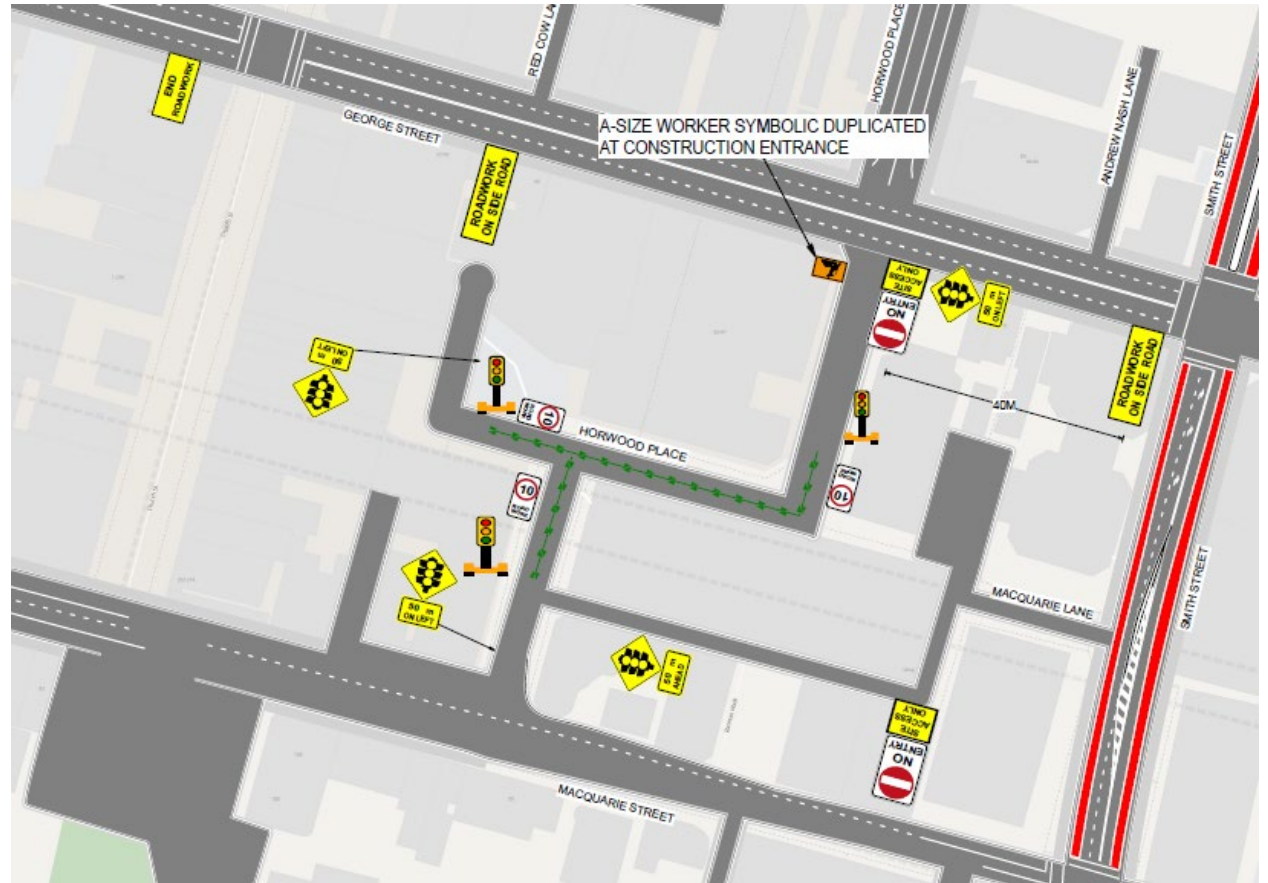 RED COW LA
HORWOOD PLACE
END
ROADWORK
GEORGE STREET
A-SIZE WORKER SYMBOLIC DUPLICATED
AT CONSTRUCTION ENTRANCE
ANDREW NASH LANE
SMITH STREET
ROADWORK
ON SIDE ROAD
SITE
ACCESS
ONLY
NO
ENTRY
50 m
ON LEFT
50 m
ON LEFT
ROADWORK
ON SIDE ROAD
40M
10
HORWOOD PLACE
10
10
50 m
ON LEFT
MACQUARIE LANE
SMITH STREET
50 m
AHEAD
SITE
ACCESS
ONLY
NO
ENTRY
MACQUARIE STREET